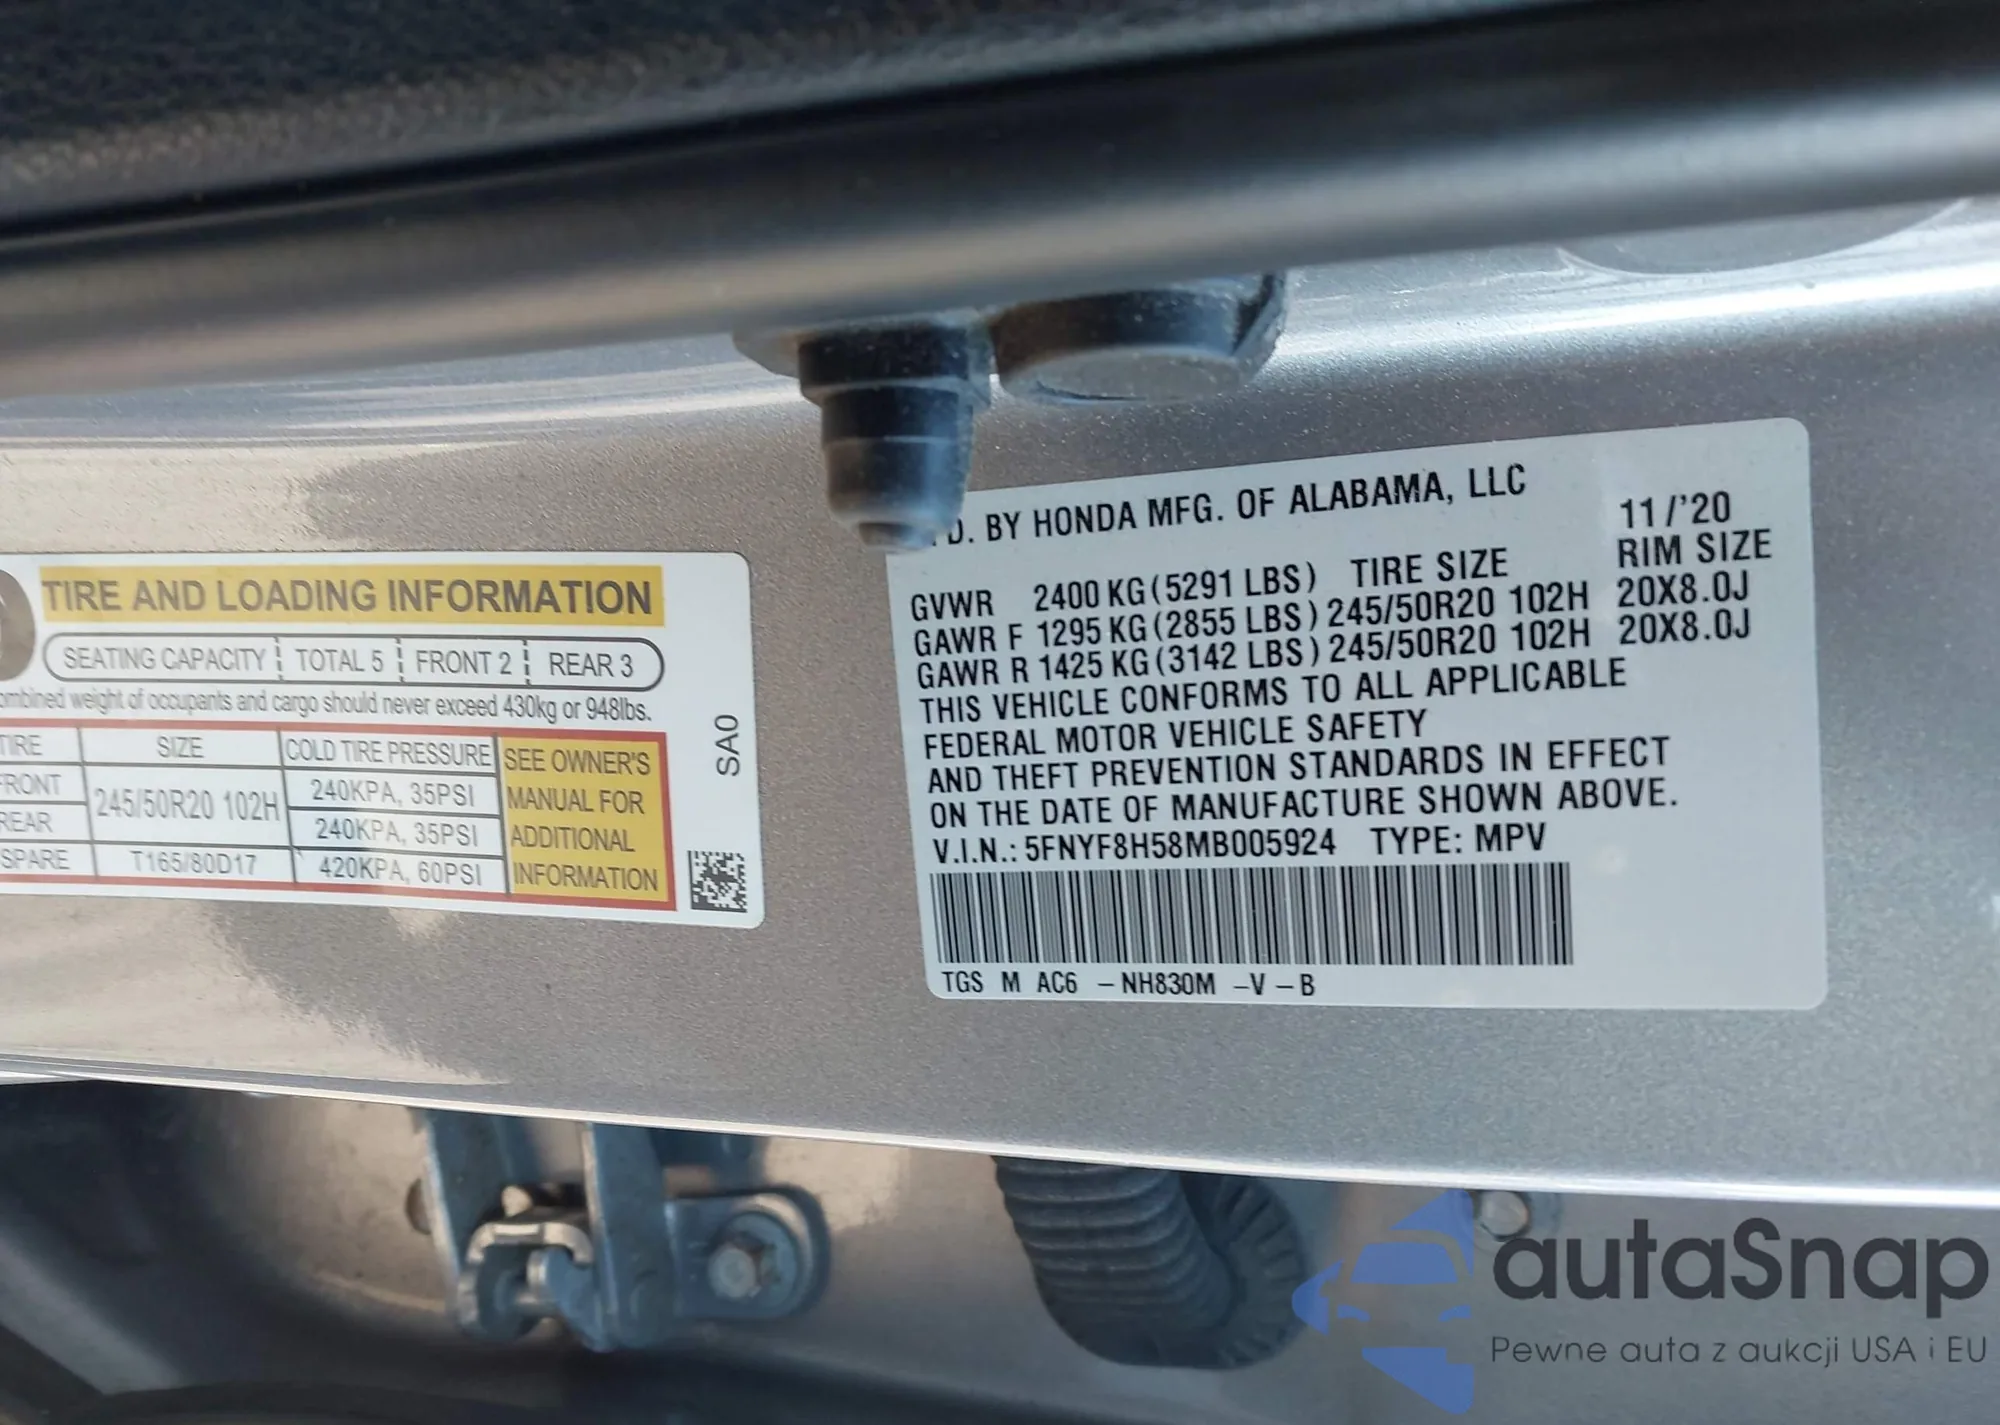 TIRE AND LOADING INFORMATION
SEATING CAPACITY TOTAL 5 FRONT 2 REAR 3
weight of occupants and cargo should never exceed 430kg or 948lbs.
SIZE COLD TIRE PRESSURE
245/50R20 102H
240KPA, 35PSI
240KPA, 35PSI
T165/80D17 420KPA, 60PSI
SPARE
SEE OWNER'S
MANUAL FOR
ADDITIONAL
INFORMATION
SA0
BY HONDA MFG. OF ALABAMA, LLC 11/'20
GVWR 2400 KG (5291 LBS) TIRE SIZE RIM SIZE
GAWR F 1295 KG (2855 LBS) 245/50R20 102H 20X8.0J
GAWR R 1425 KG (3142 LBS) 245/50R20 102H 20X8.0J
THIS VEHICLE CONFORMS TO ALL APPLICABLE
FEDERAL MOTOR VEHICLE SAFETY
AND THEFT PREVENTION STANDARDS IN EFFECT
ON THE DATE OF MANUFACTURE SHOWN ABOVE.
V.I.N.: 5FNYF8H58MB005924 TYPE: MPV
TGS M AC6 –NH830M –V –B
autaSnap
Pewne auta z aukcji USA i EU